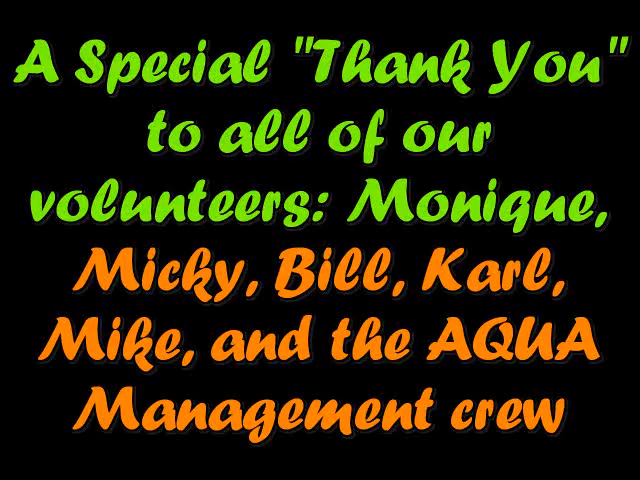 A Special "Thank You"
to all of our
volunteers: Monique,
Micky, Bill, Karl,
Mike, and the AQUA
Management crew